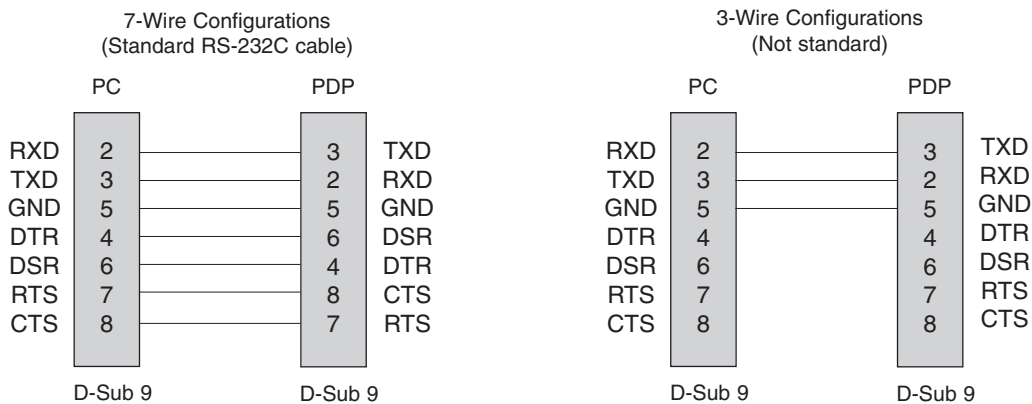 7-Wire Configurations
(Standard RS-232C cable)
PC PDP
RXD 2 3 TXD
TXD 3 2 RXD
GND 5 5 GND
DTR 4 6 DSR
DSR 6 4 DTR
RTS 7 8 CTS
CTS 8 7 RTS
D-Sub 9 D-Sub 9
3-Wire Configurations
(Not standard)
PC PDP
RXD 2 3 TXD
TXD 3 2 RXD
GND 5 5 GND
DTR 4 4 DTR
DSR 6 6 DSR
RTS 7 7 RTS
CTS 8 8 CTS
D-Sub 9 D-Sub 9